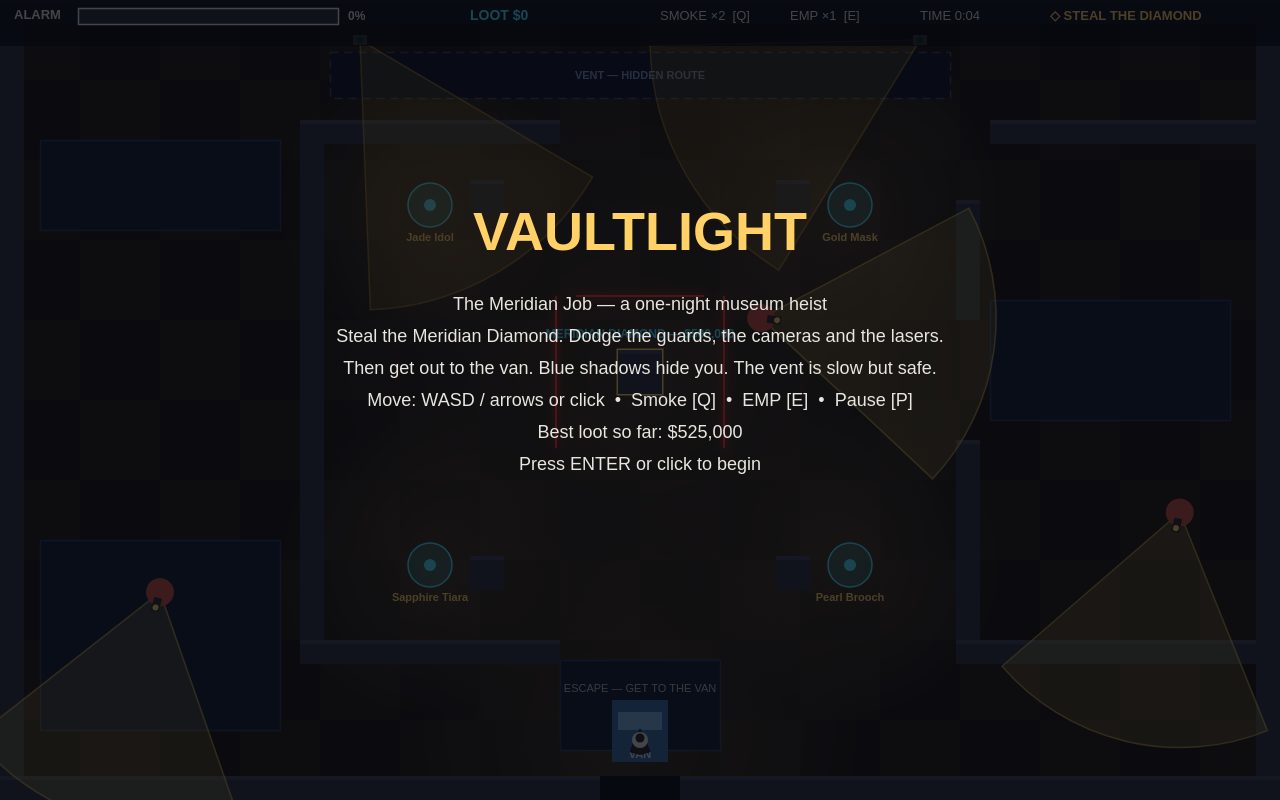 ALARM 0% LOOT $0 SMOKE ×2 [Q] EMP ×1 [E] TIME 0:04 ◇ STEAL THE DIAMOND
VENT — HIDDEN ROUTE
Jade Idol
Gold Mask
VAULTLIGHT
The Meridian Job — a one-night museum heist
Steal the Meridian Diamond. Dodge the guards, the cameras and the lasers.
Then get out to the van. Blue shadows hide you. The vent is slow but safe.
Move: WASD / arrows or click • Smoke [Q] • EMP [E] • Pause [P]
Best loot so far: $525,000
Press ENTER or click to begin
Sapphire Tiara
Pearl Brooch
ESCAPE — GET TO THE VAN
VAN